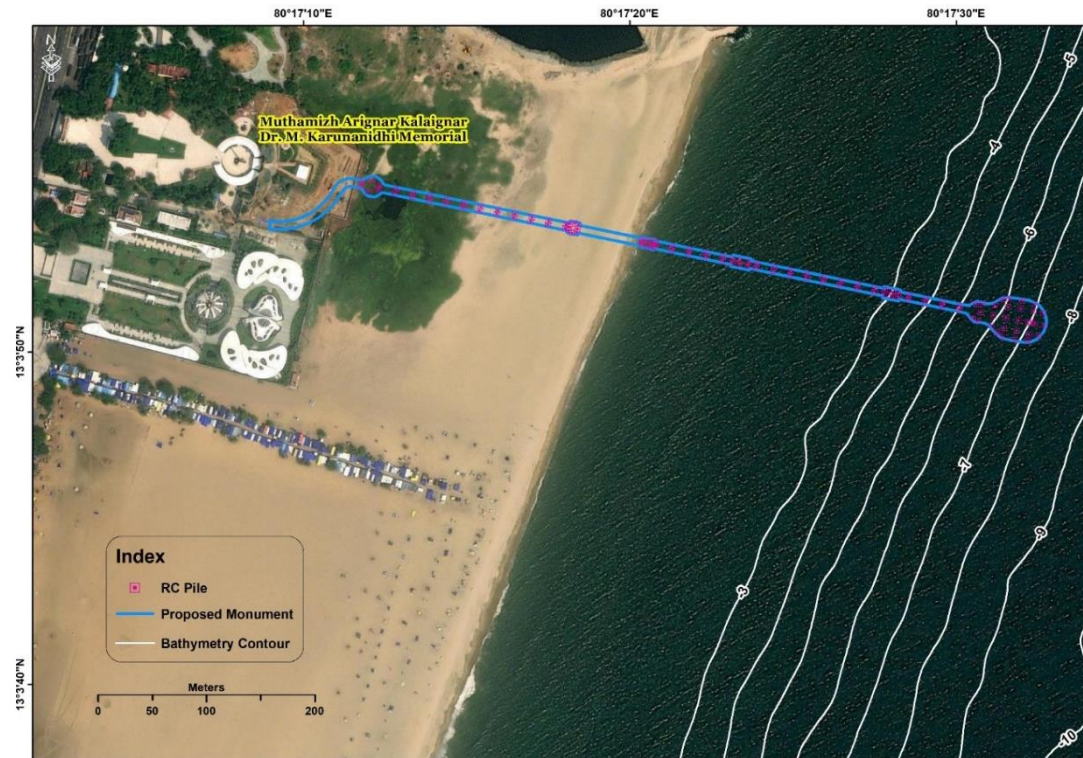 80°17'10"E
80°17'20"E
80°17'30"E
N
Muthamizh Arignar Kalaignar
Dr. M. Karunanidhi Memorial
13°3'50"N
13°3'40"N
-5
-4
-6
-8
-7
-9
-3
-10
Index
RC Pile
Proposed Monument
Bathymetry Contour
Meters
0 50 100 200